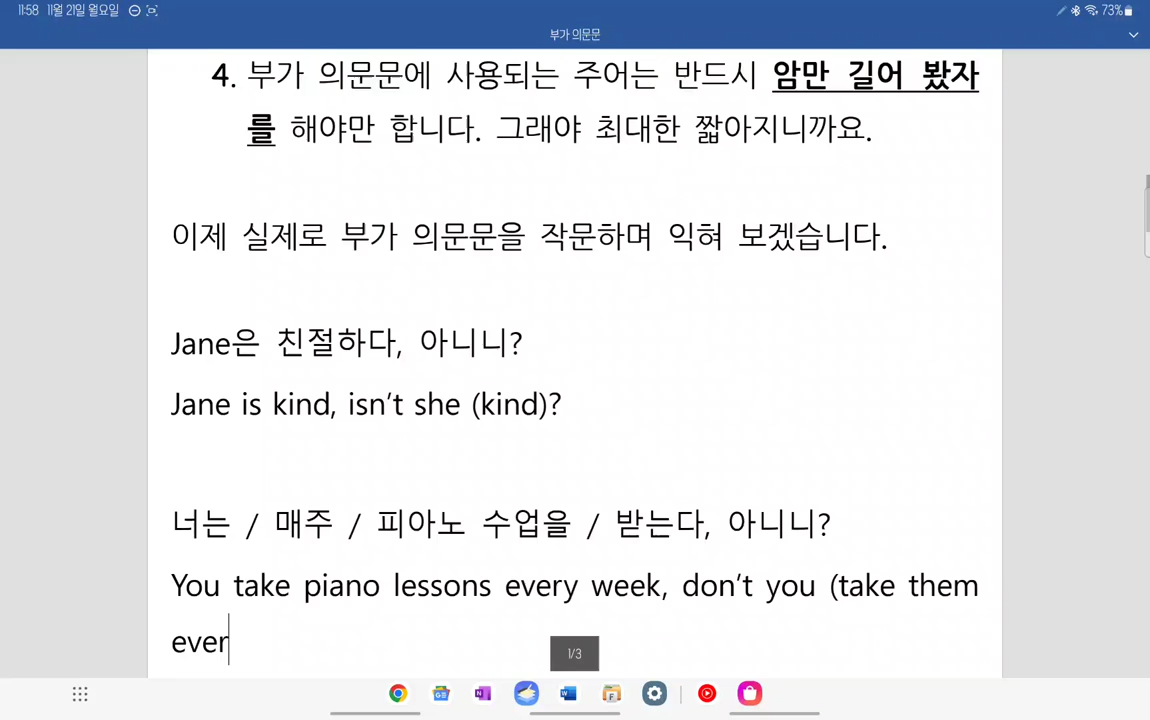 11:58 11월 21일 월요일
73%
부가 의문문
4. 부가 의문문에 사용되는 주어는 반드시 암만 길어 봤자
를 해야만 합니다. 그래야 최대한 짧아지니까요.
이제 실제로 부가 의문문을 작문하며 익혀 보겠습니다.
Jane은 친절하다, 아니니?
Jane is kind, isn't she (kind)?
너는 / 매주 / 피아노 수업을 / 받는다, 아니니?
You take piano lessons every week, don't you (take them
ever
1/3